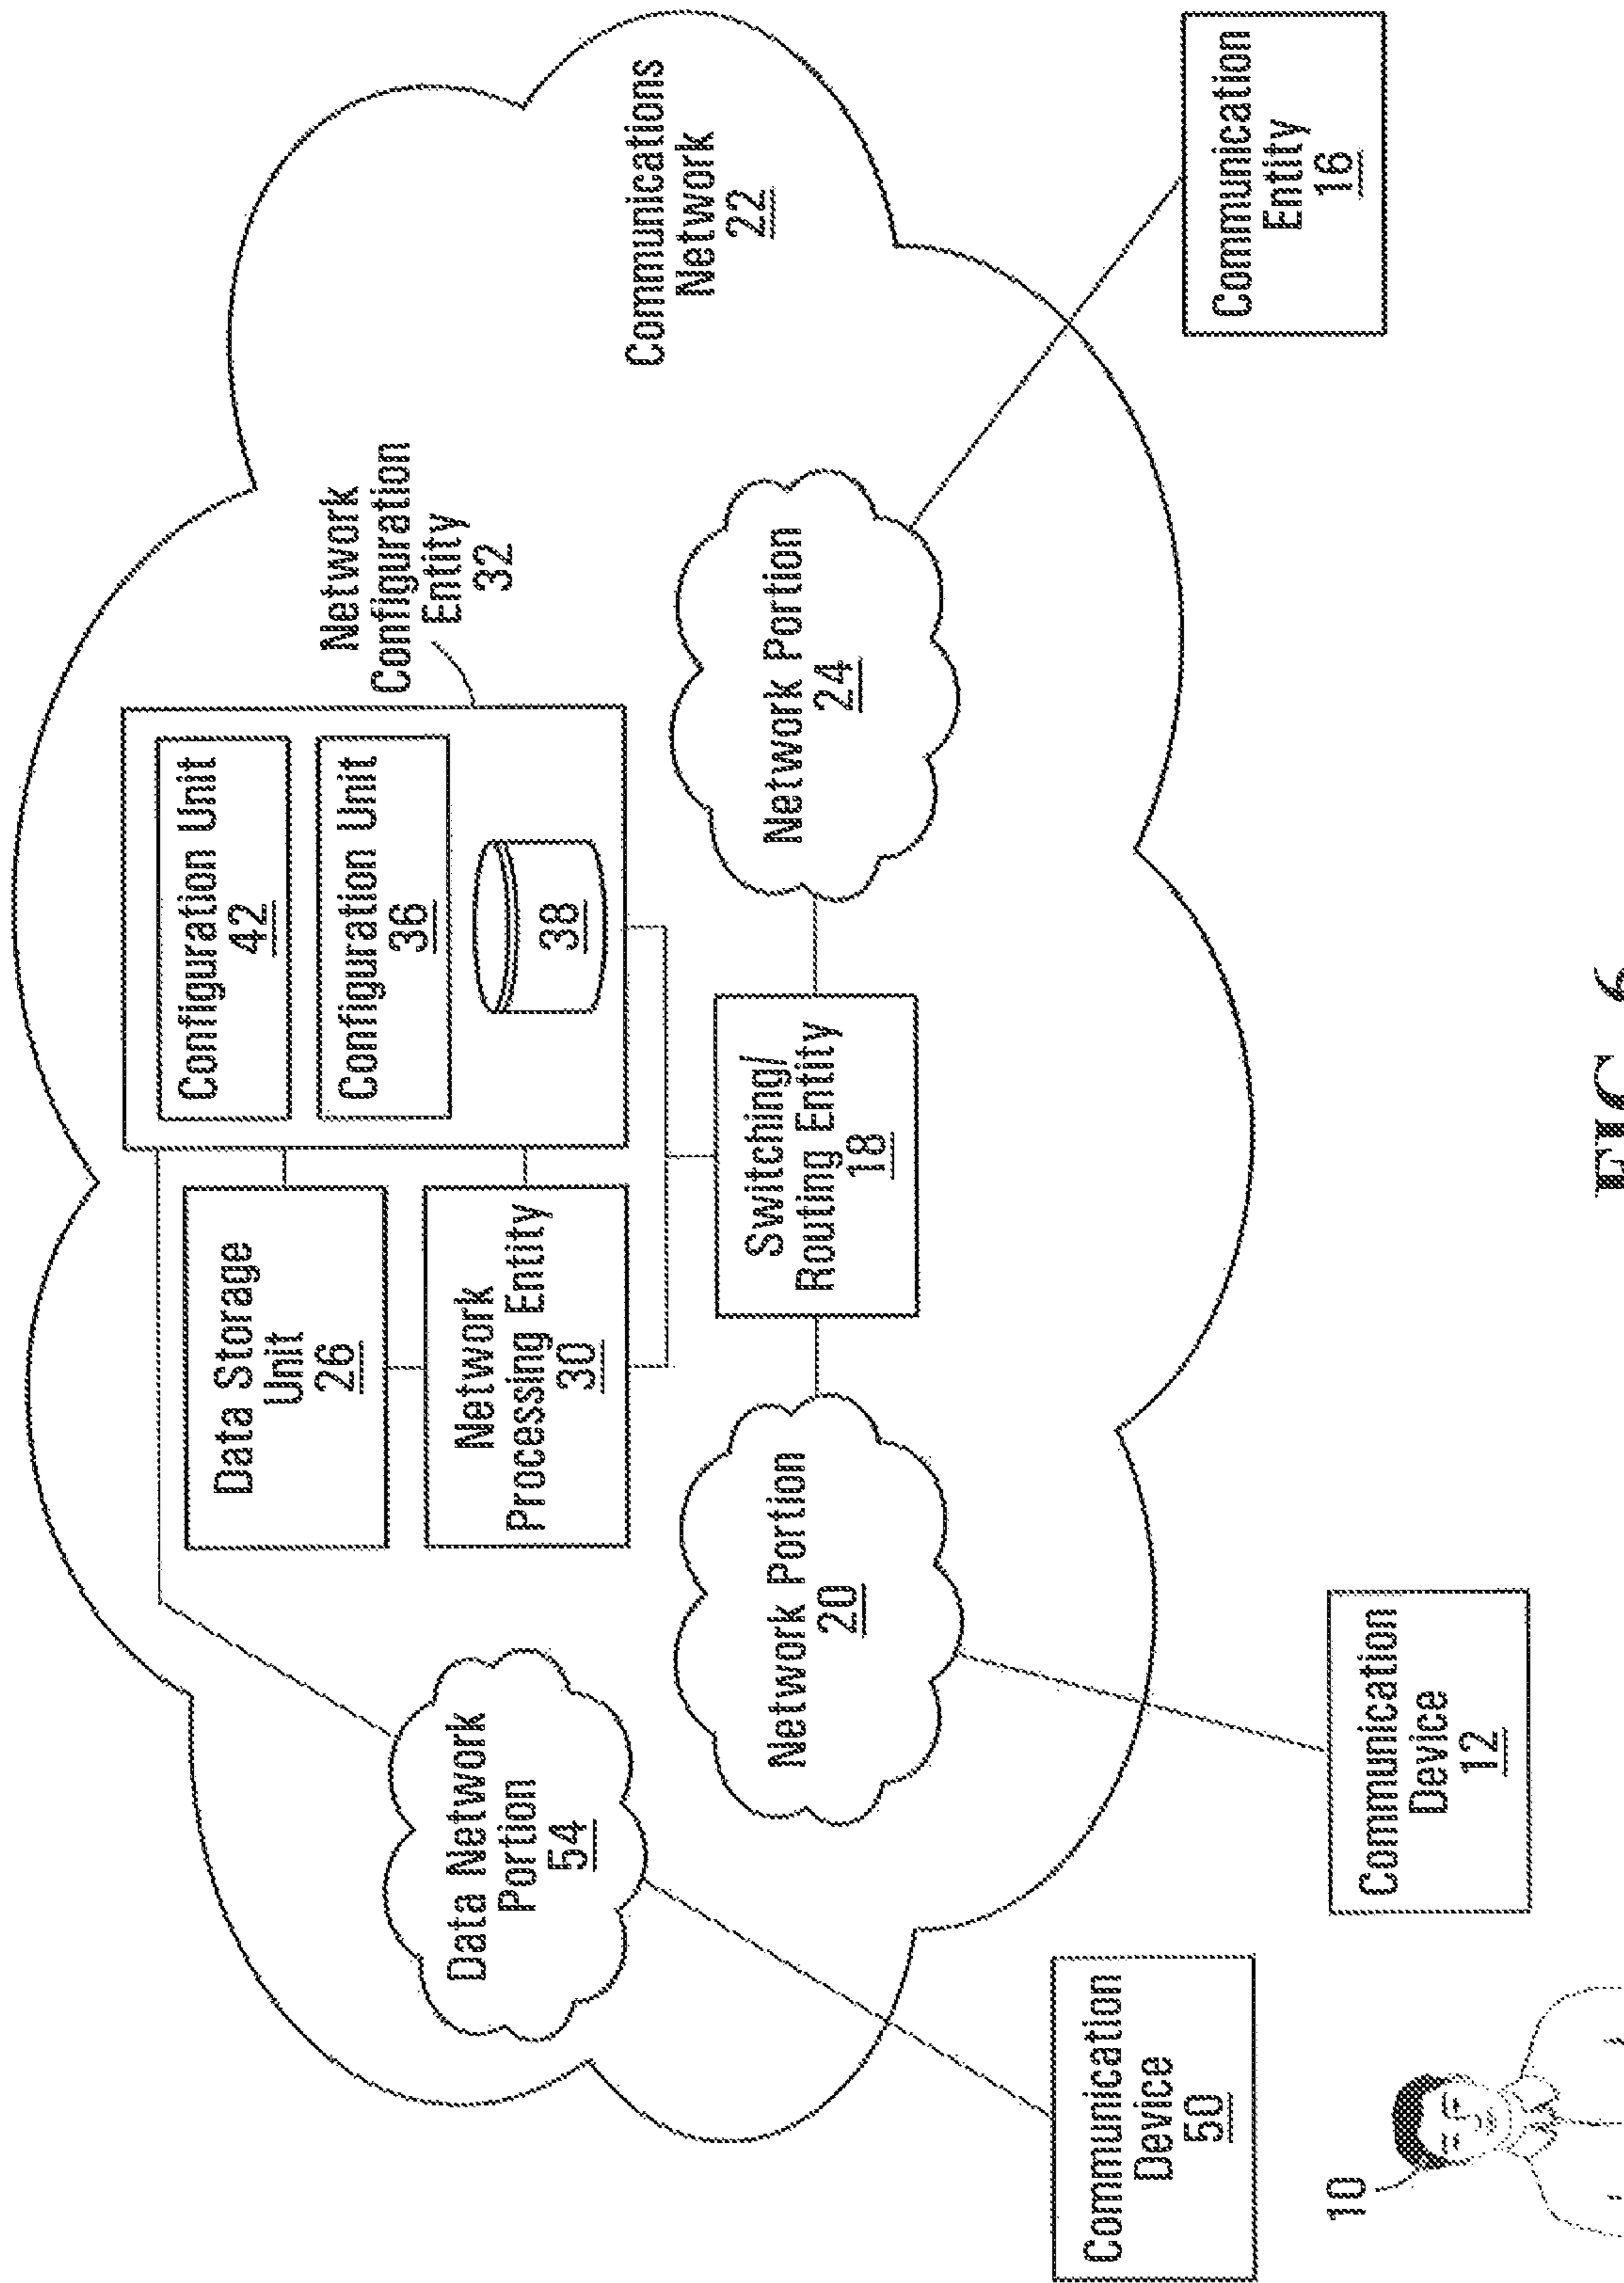 Network
Configuration
Entity
32
Configuration Unit
42
Configuration Unit
36
38
Data Storage
Unit
26
Network
Processing Entity
30
Communications
Network
22
Data Network
Portion
54
Network Portion
20
Switching/
Routing Entity
18
Network Portion
24
Communication
Device
50
Communication
Device
12
Communication
Entity
16
10
FIG. 6